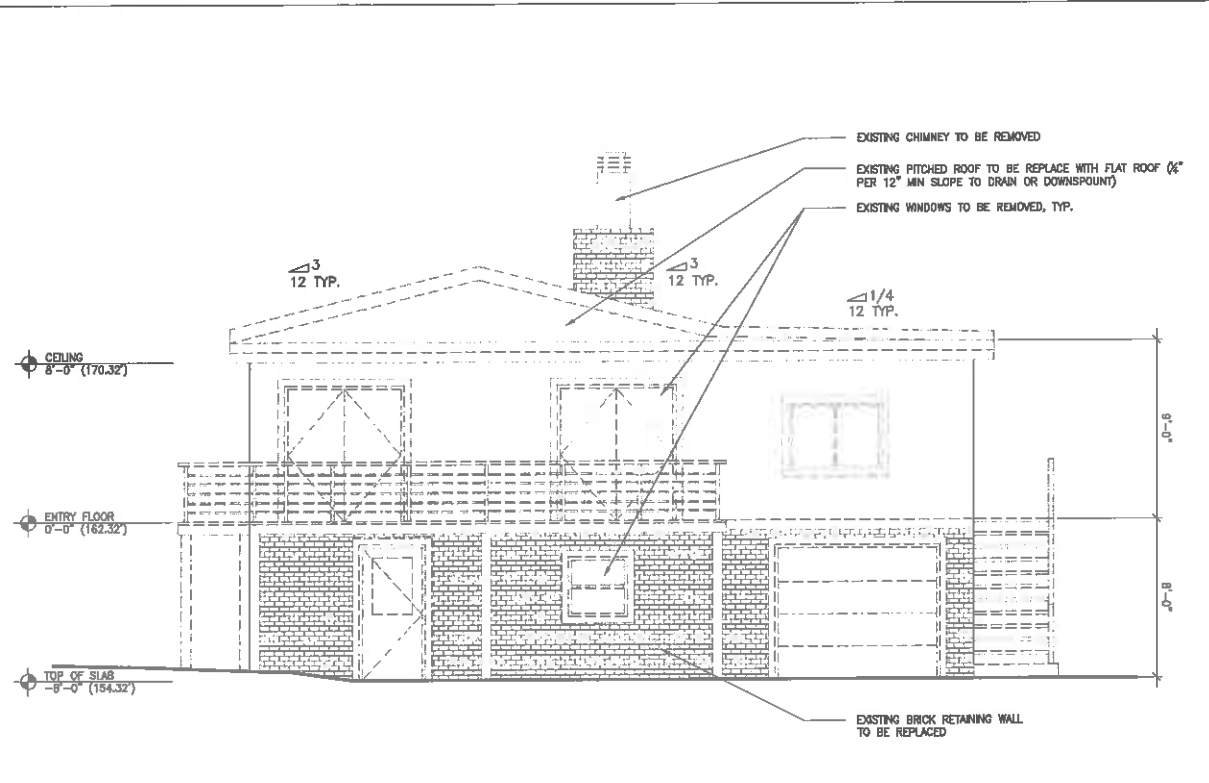 EXISTING CHIMNEY TO BE REMOVED
EXISTING PITCHED ROOF TO BE REPLACE WITH FLAT ROOF (¼"
PER 12" MIN SLOPE TO DRAIN OR DOWNSPOUNT)
EXISTING WINDOWS TO BE REMOVED, TYP.
3
12 TYP.
3
12 TYP.
1/4
12 TYP.
CEILING
8'-0" (170.32')
9'-0"
ENTRY FLOOR
0'-0" (162.32')
8'-0"
TOP OF SLAB
-8'-0" (154.32')
EXISTING BRICK RETAINING WALL
TO BE REPLACED